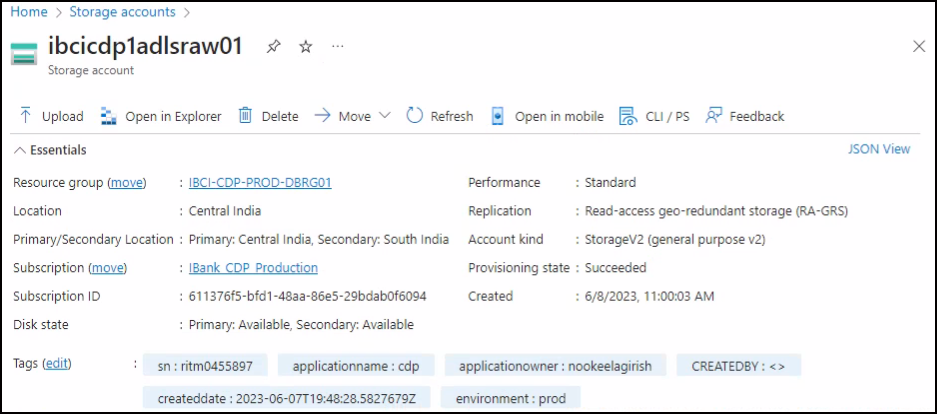 Home > Storage accounts >
ibcicdp1adlsraw01
Storage account
Upload Open in Explorer Delete Move Refresh Open in mobile CLI / PS Feedback
Essentials JSON View
Resource group (move) : IBCI-CDP-PROD-DBRG01 Performance : Standard
Location : Central India Replication : Read-access geo-redundant storage (RA-GRS)
Primary/Secondary Location : Primary: Central India, Secondary: South India Account kind : StorageV2 (general purpose v2)
Subscription (move) : IBank CDP Production Provisioning state : Succeeded
Subscription ID : 611376f5-bfd1-48aa-86e5-29bdab0f6094 Created : 6/8/2023, 11:00:03 AM
Disk state : Primary: Available, Secondary: Available
Tags (edit) : sn : ritm0455897 applicationname : cdp applicationowner : nookeelagirish CREATEDBY : <>
createddate : 2023-06-07T19:48:28.5827679Z environment : prod